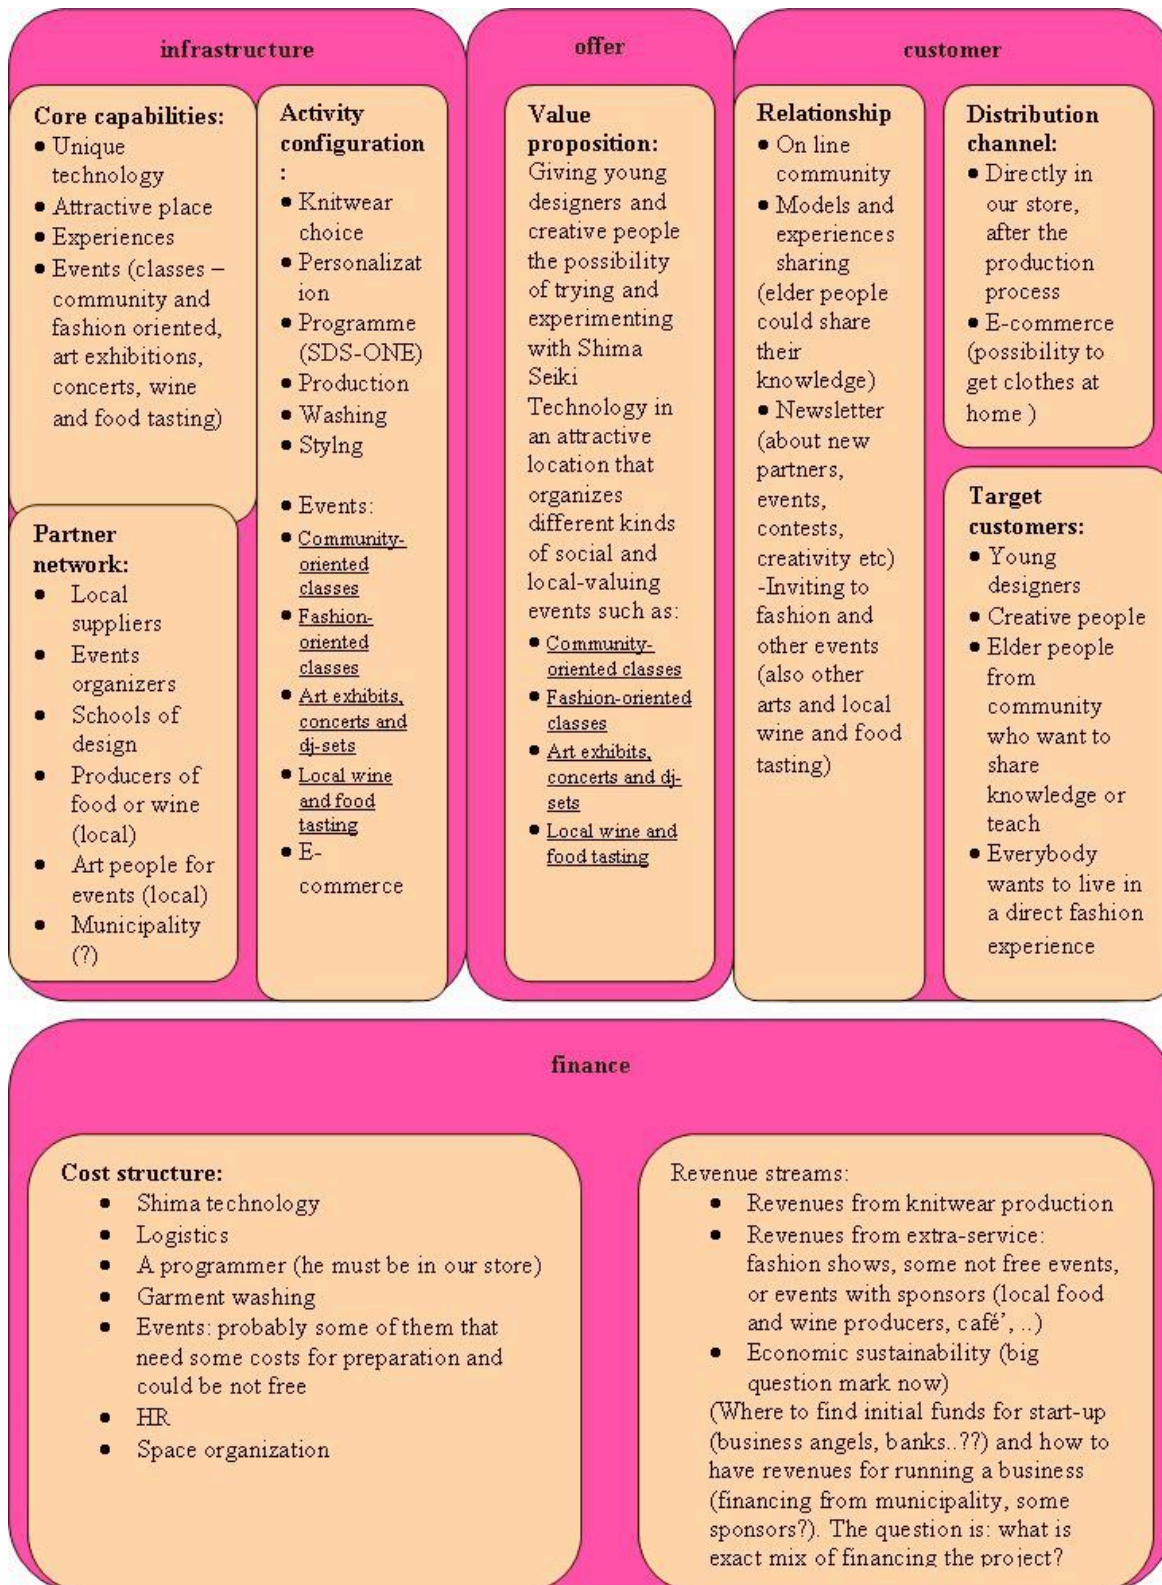 infrastructure
Core capabilities:
● Unique
technology
● Attractive place
● Experiences
● Events (classes –
community and
fashion oriented,
art exhibitions,
concerts, wine
and food tasting)
Partner
network:
● Local
suppliers
● Events
organizers
● Schools of
design
● Producers of
food or wine
(local)
● Art people for
events (local)
● Municipality
(?)
Activity
configuration
:
● Knitwear
choice
● Personalizat
ion
● Programme
(SDS-ONE)
● Production
● Washing
● Stylng
● Events:
● Community-
oriented
classes
● Fashion-
oriented
classes
● Art exhibits,
concerts and
dj-sets
● Local wine
and food
tasting
● E-
commerce
offer
Value
proposition:
Giving young
designers and
creative people
the possibility
of trying and
experimenting
with Shima
Seiki
Technology in
an attractive
location that
organizes
different kinds
of social and
local-valuing
events such as:
● Community-
oriented classes
● Fashion-oriented
classes
● Art exhibits,
concerts and dj-
sets
● Local wine and
food tasting
customer
Relationship
● On line
community
● Models and
experiences
sharing
(elder people
could share
their
knowledge)
● Newsletter
(about new
partners,
events,
contests,
creativity etc)
-Inviting to
fashion and
other events
(also other
arts and local
wine and food
tasting)
Distribution
channel:
● Directly in
our store,
after the
production
process
● E-commerce
(possibility to
get clothes at
home )
Target
customers:
● Young
designers
● Creative people
● Elder people
from
community
who want to
share
knowledge or
teach
● Everybody
wants to live in
a direct fashion
experience
finance
Cost structure:
● Shima technology
● Logistics
● A programmer (he must be in our store)
● Garment washing
● Events: probably some of them that
need some costs for preparation and
could be not free
● HR
● Space organization
Revenue streams:
● Revenues from knitwear production
● Revenues from extra-service:
fashion shows, some not free events,
or events with sponsors (local food
and wine producers, café’, ..)
● Economic sustainability (big
question mark now)
(Where to find initial funds for start-up
(business angels, banks..??) and how to
have revenues for running a business
(financing from municipality, some
sponsors?). The question is: what is
exact mix of financing the project?